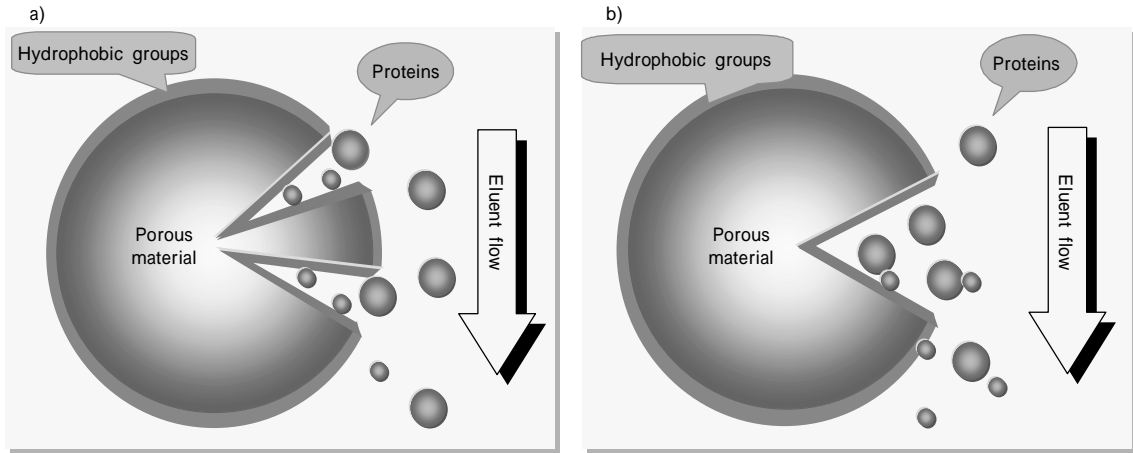 a)
Hydrophobic groups
Proteins
Porous
material
Eluent flow
b)
Hydrophobic groups
Proteins
Porous
material
Eluent flow